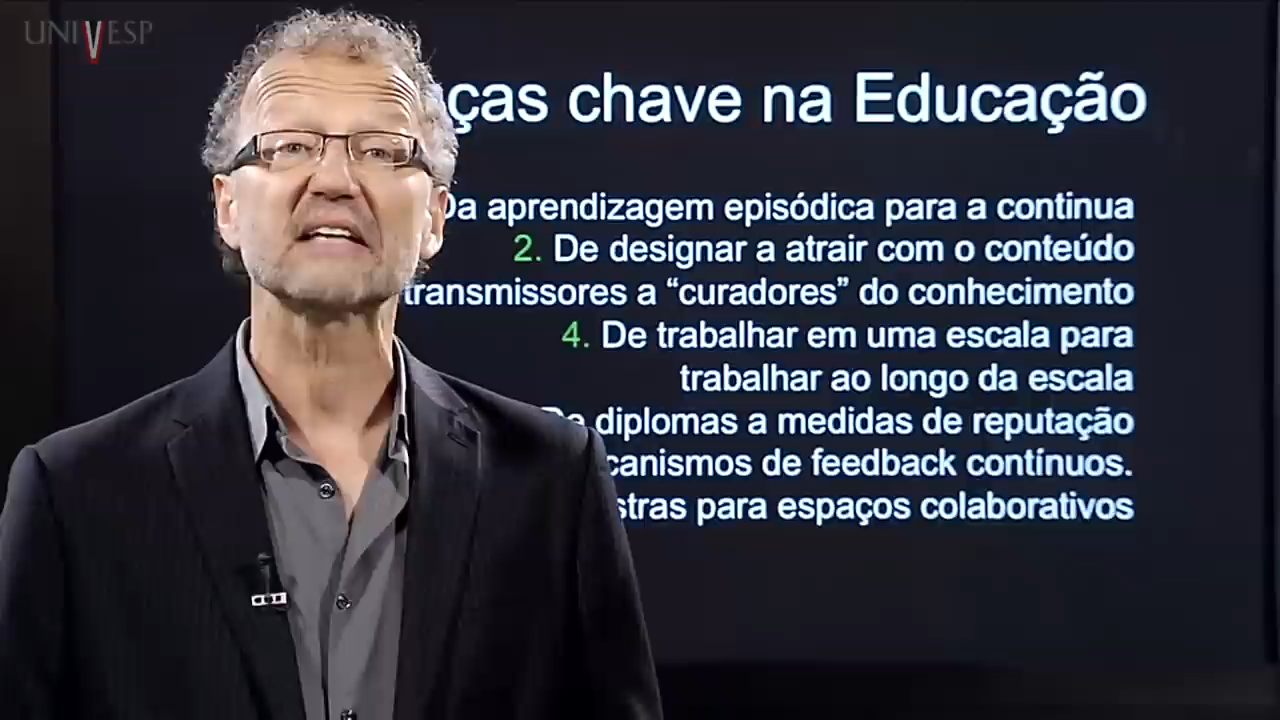 UNIVESP
ças chave na Educação
Da aprendizagem episódica para a continua
2. De designar a atrair com o conteúdo
transmissores a “curadores” do conhecimento
4. De trabalhar em uma escala para
trabalhar ao longo da escala
De diplomas a medidas de reputação
canismos de feedback contínuos.
stras para espaços colaborativos